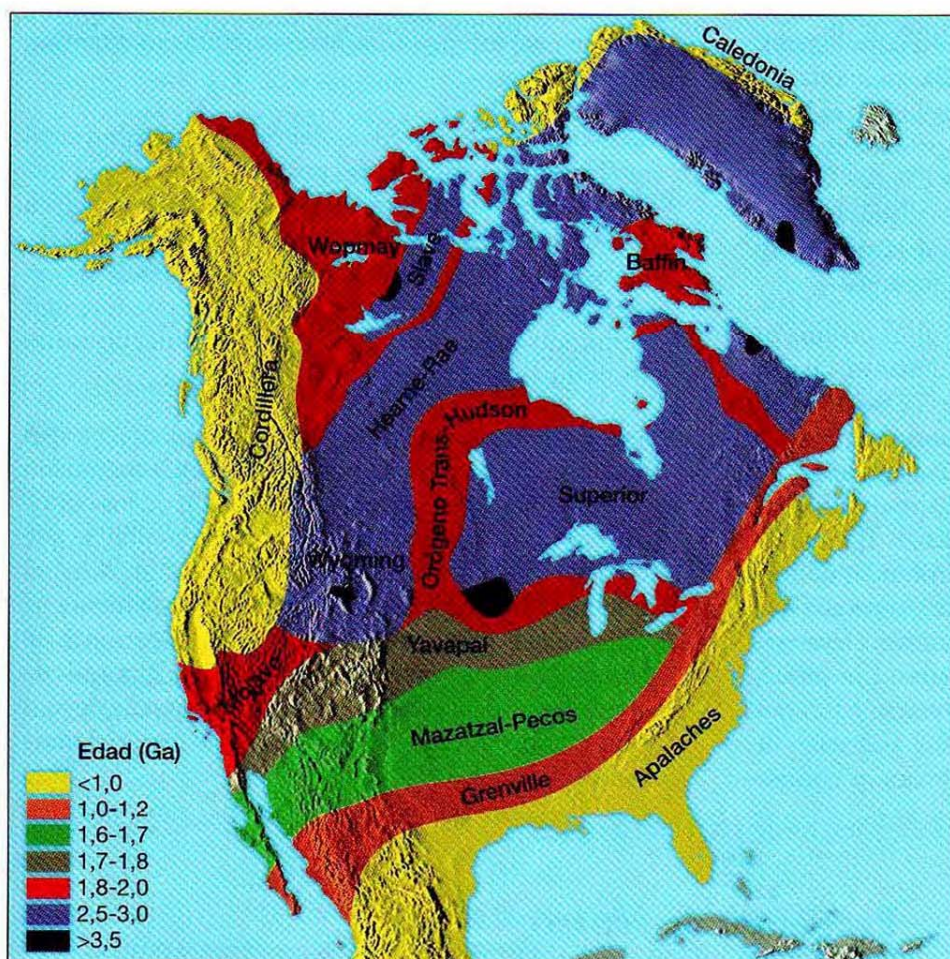 Caledonia
Wopmay
Slave
Baffin
Hearne-Rae
Cordillera
Orógeno Trans-Hudson
Superior
Wyoming
Yavapai
Mojave
Mazatzal-Pecos
Grenville
Apalaches
Edad (Ga)
<1,0
1,0-1,2
1,6-1,7
1,7-1,8
1,8-2,0
2,5-3,0
>3,5